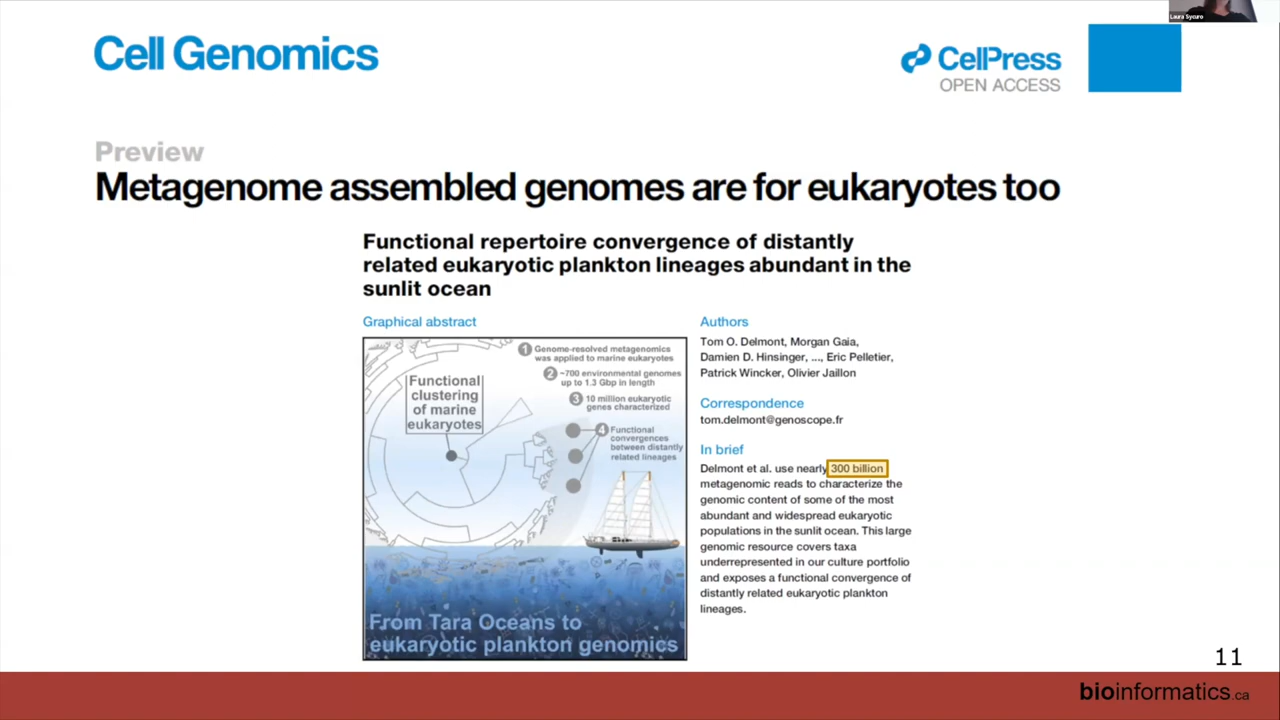 Laura Sycuro
Cell Genomics
CellPress
OPEN ACCESS
Preview
Metagenome assembled genomes are for eukaryotes too
Functional repertoire convergence of distantly
related eukaryotic plankton lineages abundant in the
sunlit ocean
Graphical abstract
1 Genome-resolved metagenomics
was applied to marine eukaryotes
2 ~700 environmental genomes
up to 1.3 Gbp in length
3 10 million eukaryotic
genes characterized
4 Functional
convergences
between distantly
related lineages
Functional
clustering
of marine
eukaryotes
From Tara Oceans to
eukaryotic plankton genomics
Authors
Tom O. Delmont, Morgan Gaia,
Damien D. Hinsinger, ..., Eric Pelletier,
Patrick Wincker, Olivier Jaillon
Correspondence
tom.delmont@genoscope.fr
In brief
Delmont et al. use nearly 300 billion
metagenomic reads to characterize the
genomic content of some of the most
abundant and widespread eukaryotic
populations in the sunlit ocean. This large
genomic resource covers taxa
underrepresented in our culture portfolio
and exposes a functional convergence of
distantly related eukaryotic plankton
lineages.
11
bioinformatics.ca